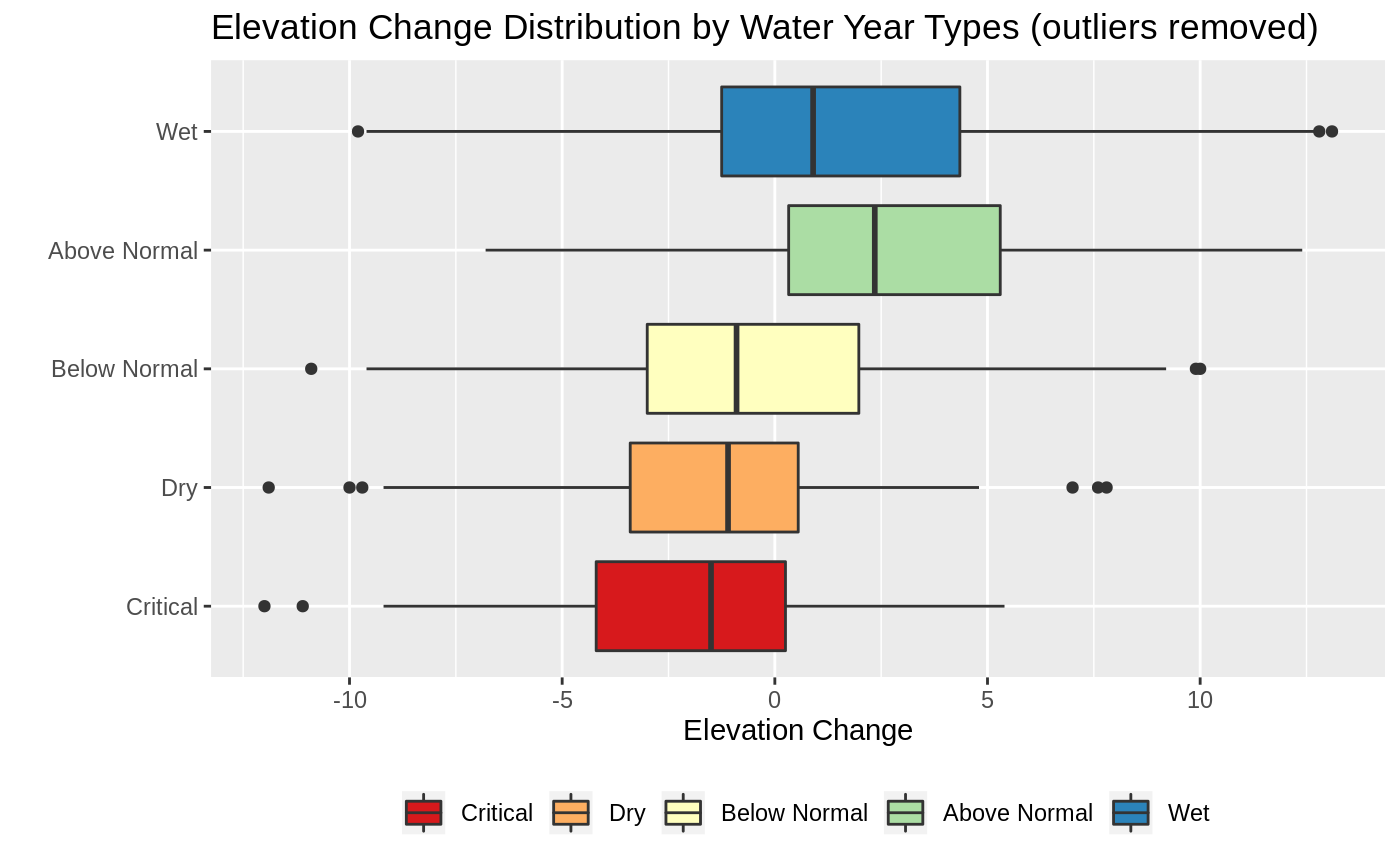 Elevation Change Distribution by Water Year Types (outliers removed)
Wet
Above Normal
Below Normal
Dry
Critical
-10 -5 0 5 10
Elevation Change
Critical Dry Below Normal Above Normal Wet